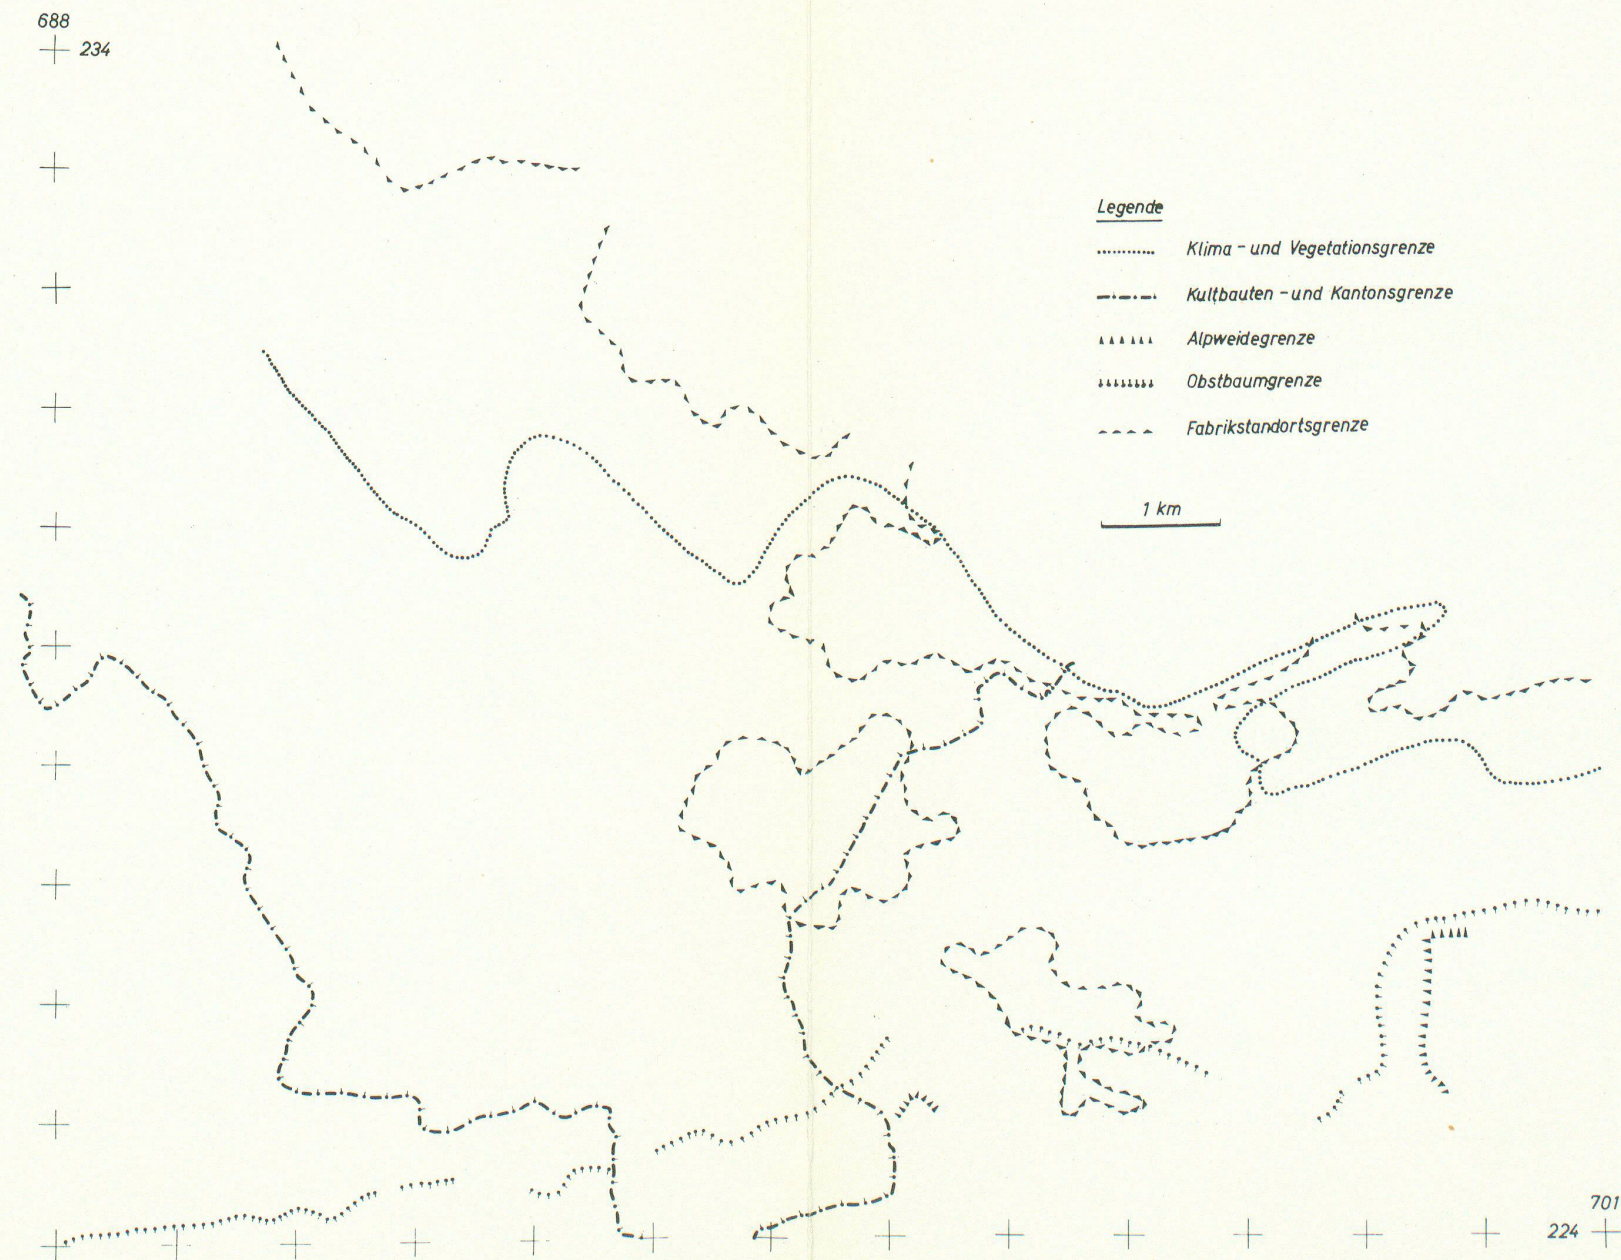 688
234
Legende
Klima - und Vegetationsgrenze
Kultbauten - und Kantonsgrenze
Alpweidegrenze
Obstbaumgrenze
Fabrikstandortsgrenze
1 km
701
224